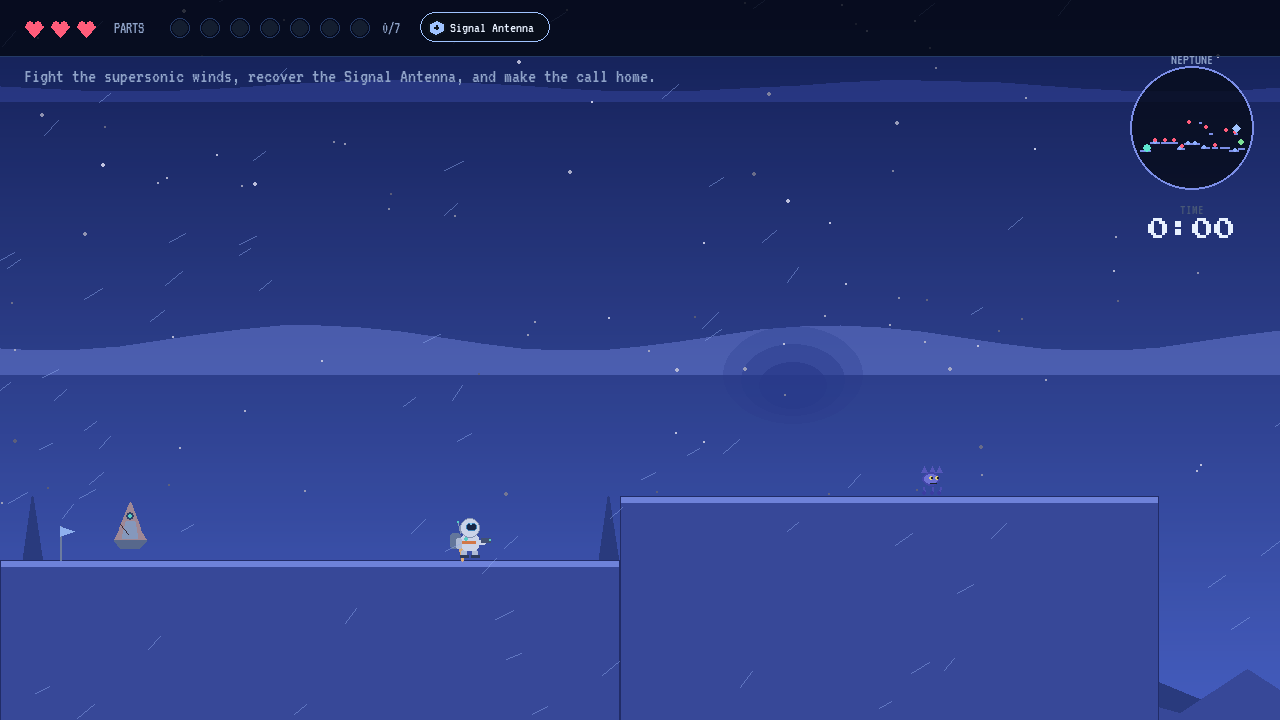 PARTS
0/7
Signal Antenna
Fight the supersonic winds, recover the Signal Antenna, and make the call home.
NEPTUNE
TIME
0:00